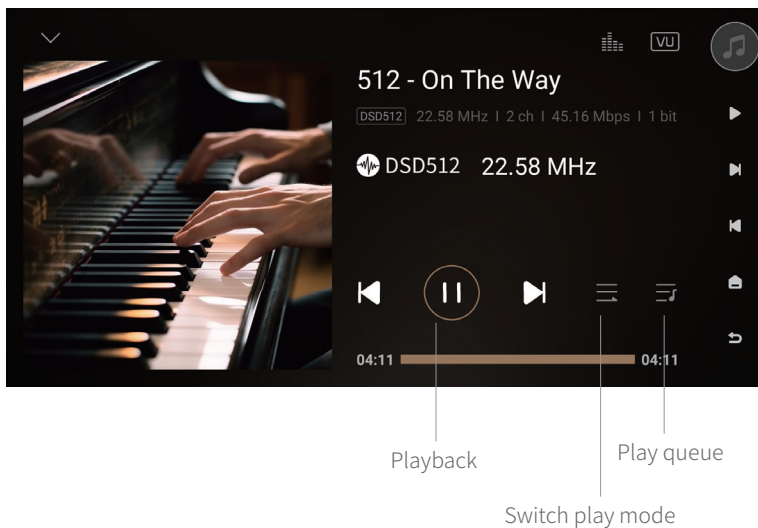 VU
512 - On The Way
DSD512 22.58 MHz I 2 ch I 45.16 Mbps I 1 bit
DSD512 22.58 MHz
04:11 04:11
Playback
Play queue
Switch play mode